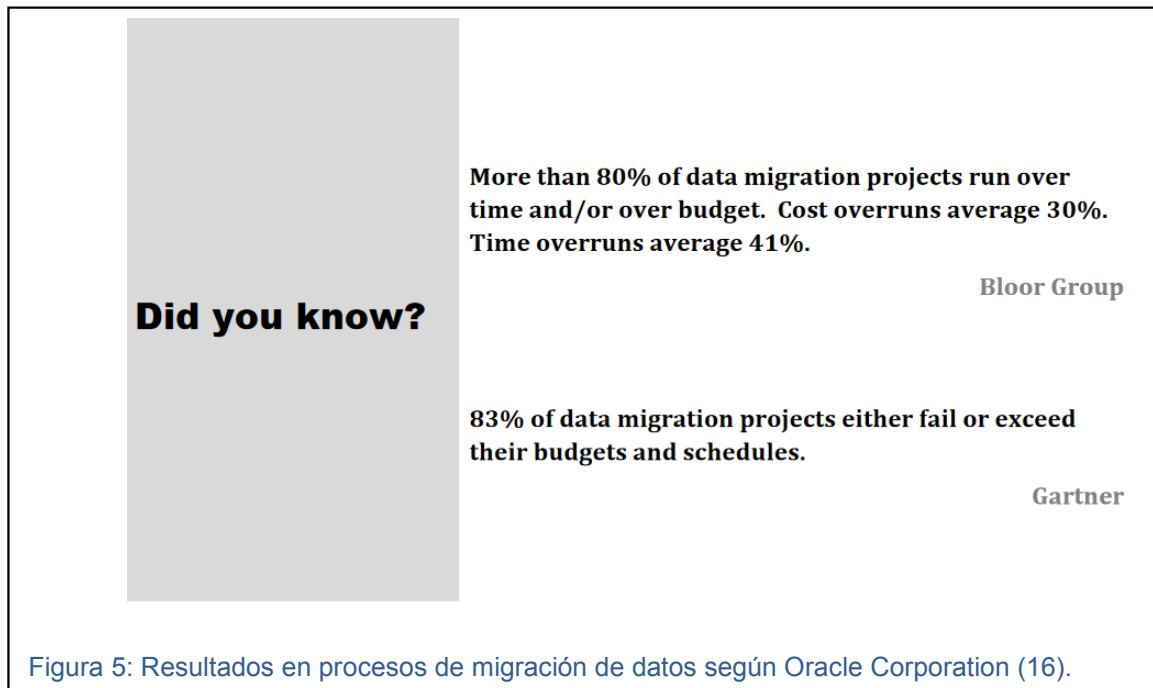 Did you know?
More than 80% of data migration projects run over
time and/or over budget.  Cost overruns average 30%.
Time overruns average 41%.
Bloor Group
83% of data migration projects either fail or exceed
their budgets and schedules.
Gartner
Figura 5: Resultados en procesos de migración de datos según Oracle Corporation (16).